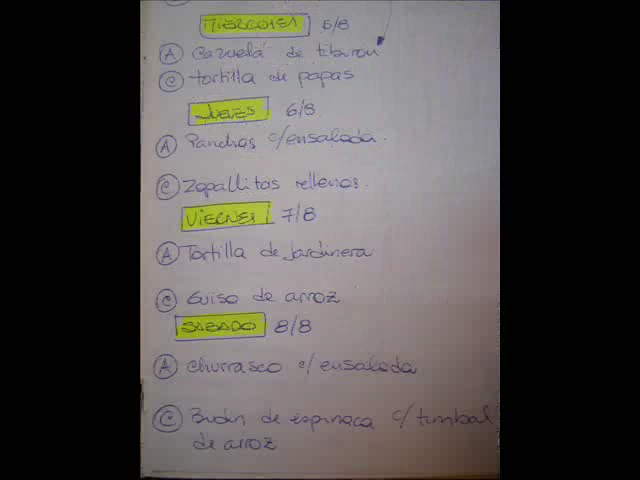 MIERCOLES 5/8
A Cazuela de tiburon
C tortilla de papas
JUEVES 6/8
A Panchos c/ensalada.
C Zapallitos rellenos.
VIERNES 7/8
A Tortilla de Jardinera
C Guiso de arroz
SABADO 8/8
A Churrasco c/ensalada
C Budin de espinaca c/ timbal
de arroz